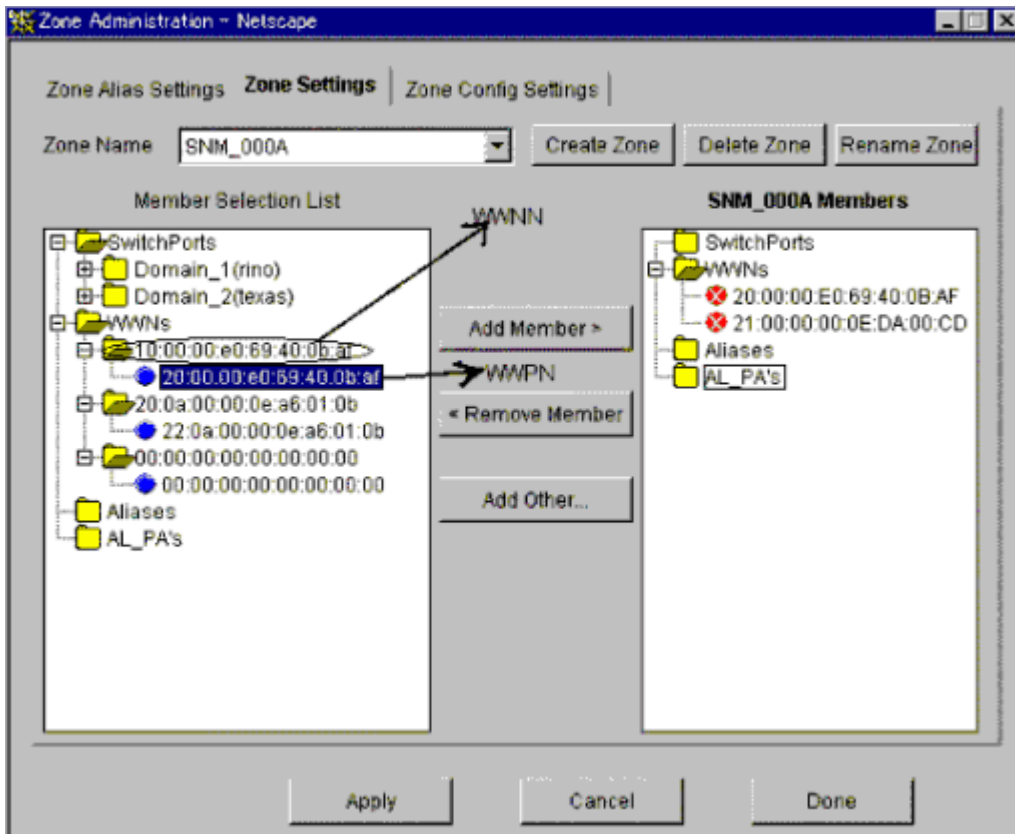 Zone Administration - Netscape
Zone Alias Settings Zone Settings Zone Config Settings
Zone Name SNM_000A Create Zone Delete Zone Rename Zone
Member Selection List
SwitchPorts
Domain_1(rino)
Domain_2(texas)
WWNs
10:00:00:e0:69:40:0b:af
20:00:00:e0:69:40:0b:af
20:0a:00:00:0e:a6:01:0b
22:0a:00:00:0e:a6:01:0b
00:00:00:00:00:00:00:00
00:00:00:00:00:00:00:00
Aliases
AL_PA's
WWNN
Add Member >
WWPN
< Remove Member
Add Other...
SNM_000A Members
SwitchPorts
WWNs
20:00:00:E0:69:40:0B:AF
21:00:00:00:0E:DA:00:CD
Aliases
AL_PA's
Apply Cancel Done